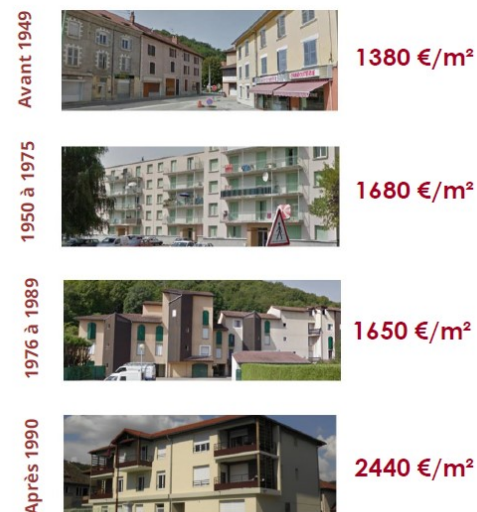 Avant 1949
1380 €/m²
1950 à 1975
1680 €/m²
1976 à 1989
1650 €/m²
Après 1990
2440 €/m²